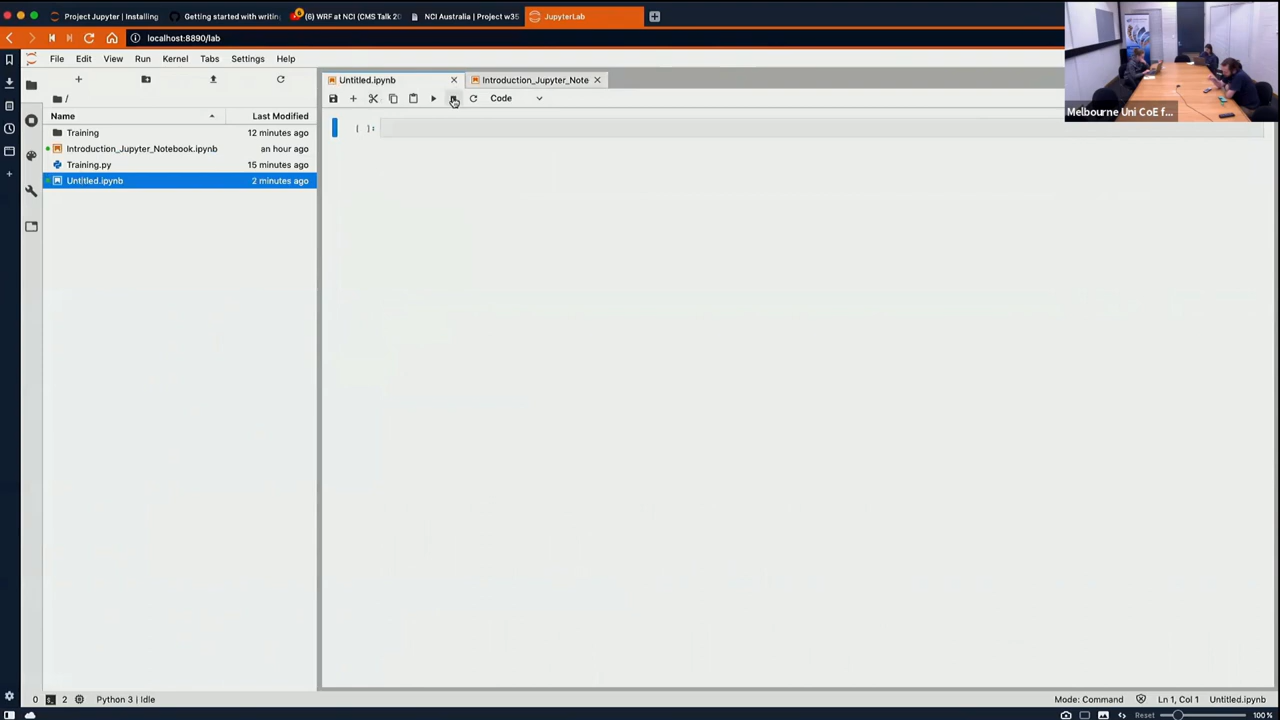 Project Jupyter | Installing
Getting started with writing
6
WRF at NCI (CMS Talk 20
NCI Australia | Project w35
JupyterLab
localhost:8890/lab
File Edit View Run Kernel Tabs Settings Help
Melbourne Uni CoE f...
Untitled.ipynb
Introduction_Jupyter_Note
Code
/
Name Last Modified
Training 12 minutes ago
Introduction_Jupyter_Notebook.ipynb an hour ago
Training.py 15 minutes ago
Untitled.ipynb 2 minutes ago
[ ]:
0 2 Python 3 | Idle
Mode: Command Ln 1, Col 1 Untitled.ipynb
Reset 100 %